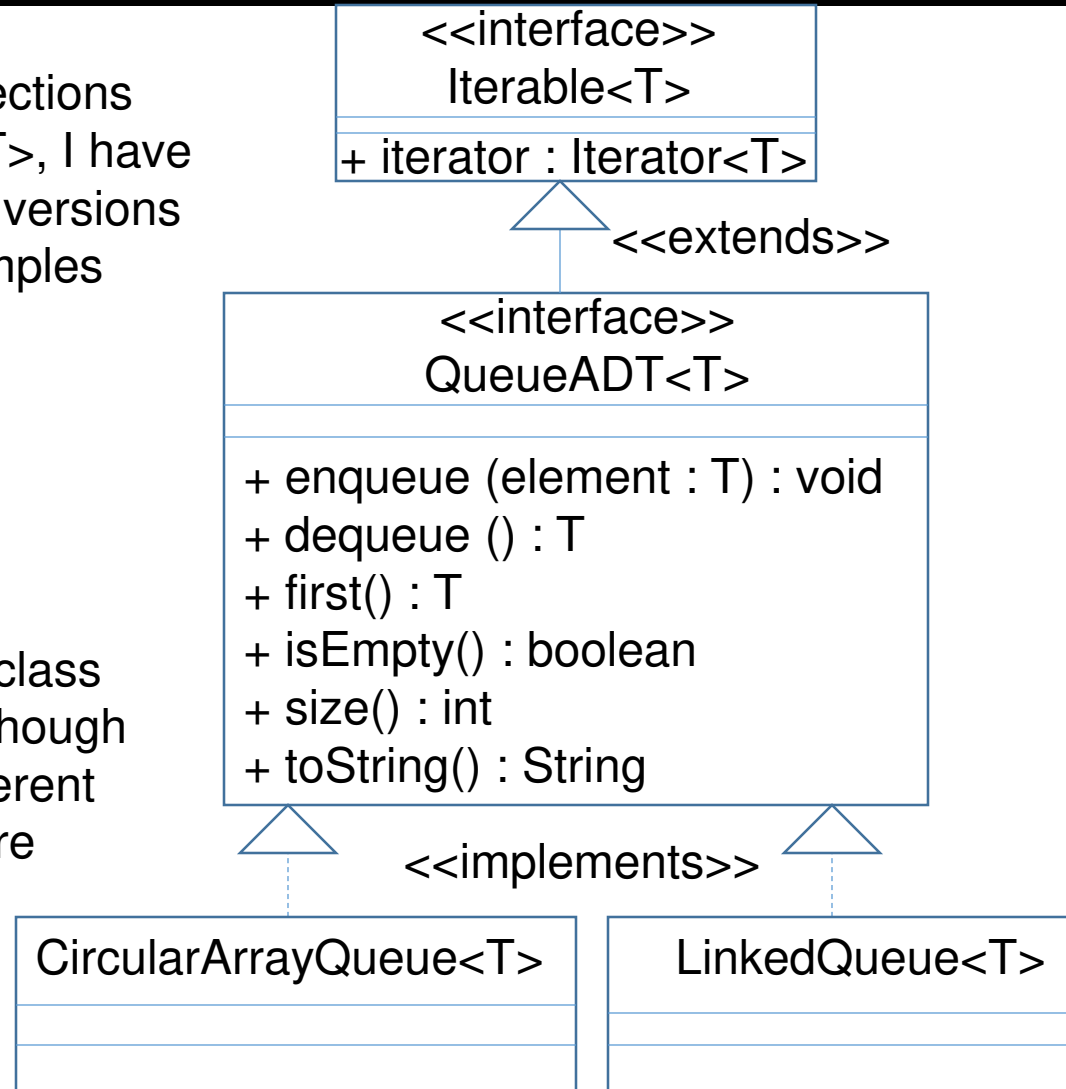 <<interface>>
Iterable<T>
+ iterator : Iterator<T>
ections
T>, I have
versions
mples
<<extends>>
<<interface>>
QueueADT<T>
+ enqueue (element : T) : void
+ dequeue () : T
+ first() : T
+ isEmpty() : boolean
+ size() : int
+ toString() : String
class
hough
erent
re
<<implements>>
CircularArrayQueue<T>
LinkedQueue<T>